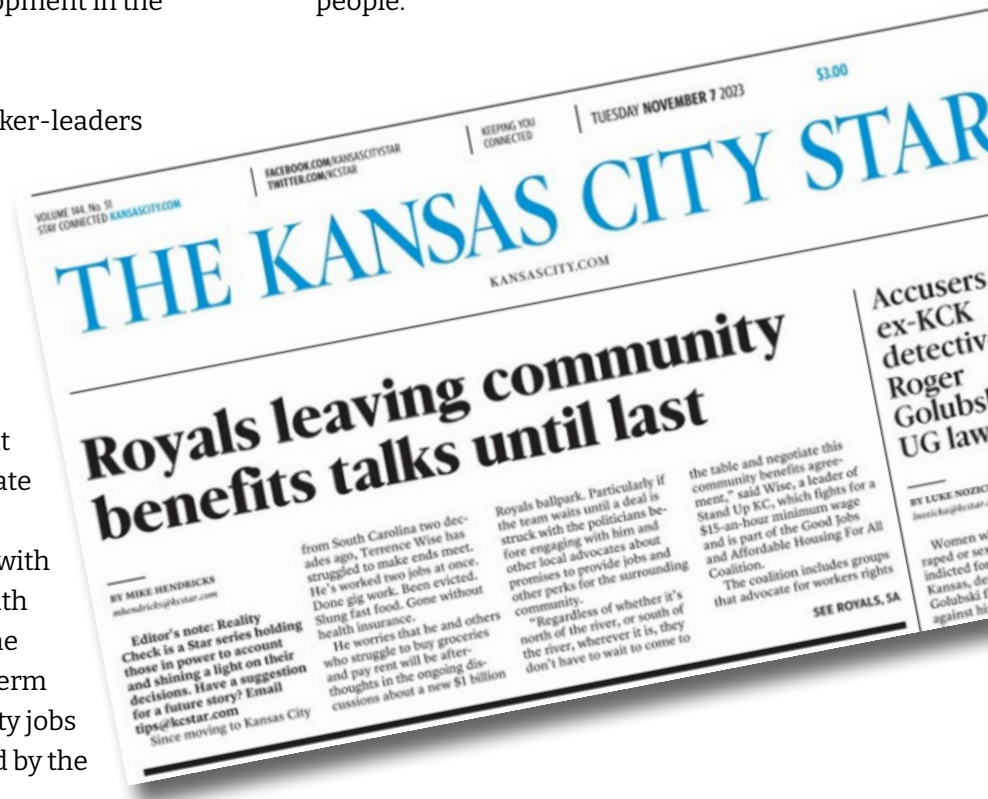 opment in the
people.
ker-leaders
t
ate
with
th
ne
erm
ty jobs
d by the
VOLUME 144, No. 51
STAY CONNECTED KANSASCITY.COM
FACEBOOK.COM/KANSASCITYSTAR
TWITTER.COM/KCSTAR
KEEPING YOU
CONNECTED
TUESDAY NOVEMBER 7 2023
$3.00
THE KANSAS CITY STAR
KANSASCITY.COM
Royals leaving community
benefits talks until last
BY MIKE HENDRICKS
mhendricks@kcstar.com
Editor's note: Reality
Check is a Star series holding
those in power to account
and shining a light on their
decisions. Have a suggestion
for a future story? Email
tips@kcstar.com
Since moving to Kansas City
from South Carolina two dec-
ades ago, Terrence Wise has
struggled to make ends meet.
He's worked two jobs at once.
Done gig work. Been evicted.
Slung fast food. Gone without
health insurance.
He worries that he and others
who struggle to buy groceries
and pay rent will be after-
thoughts in the ongoing dis-
cussions about a new $1 billion
Royals ballpark. Particularly if
the team waits until a deal is
struck with the politicians be-
fore engaging with him and
other local advocates about
promises to provide jobs and
other perks for the surrounding
community.
"Regardless of whether it's
north of the river, or south of
the river, wherever it is, they
don't have to wait to come to
the table and negotiate this
community benefits agree-
ment," said Wise, a leader of
Stand Up KC, which fights for a
$15-an-hour minimum wage
and is part of the Good Jobs
and Affordable Housing For All
Coalition.
The coalition includes groups
that advocate for workers rights
SEE ROYALS, 5A
Accusers
ex-KCK
detectiv
Roger
Golubs
UG law
BY LUKE NOZIC
lnozicka@kcstar.
Women w
raped or sex
indicted for
Kansas, de
Golubski f
against hi